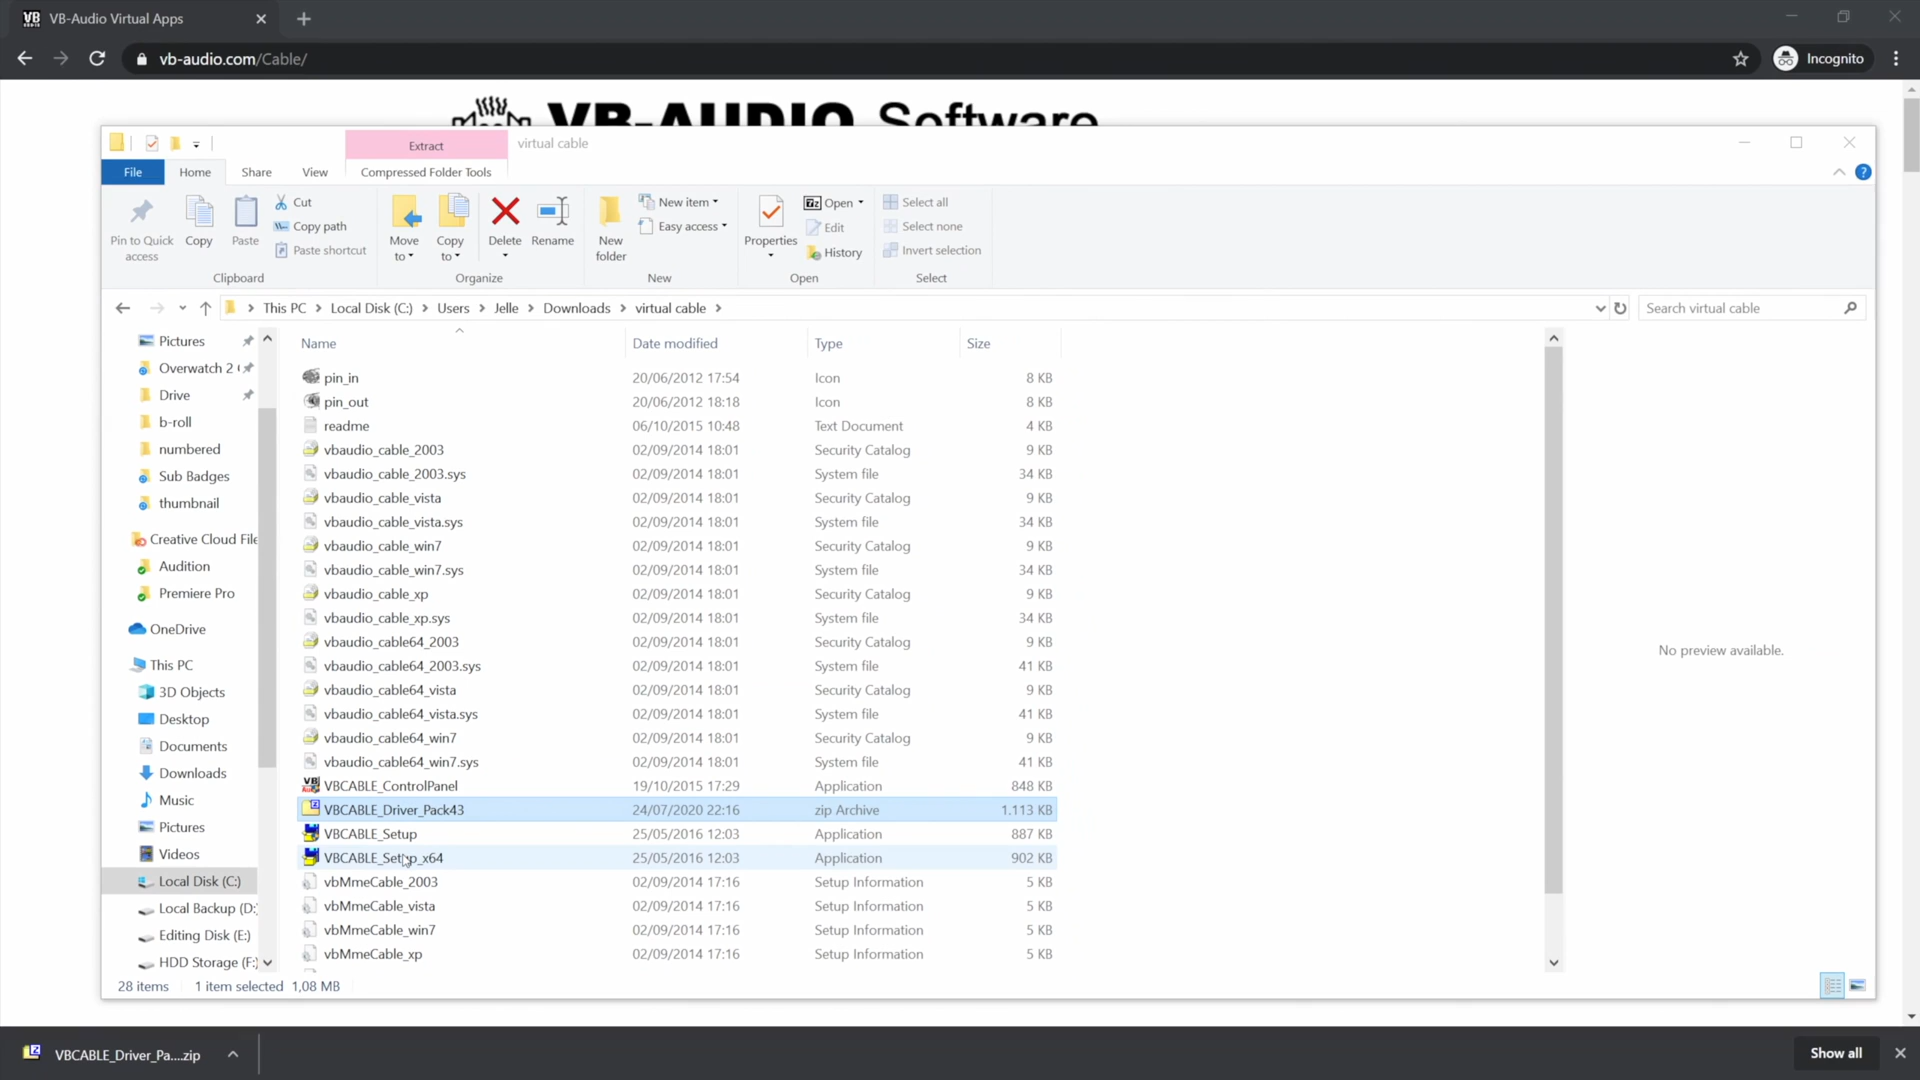 VB-Audio Virtual Apps
vb-audio.com/Cable/
Incognito
VB-AUDIO Software
Extract
virtual cable
File
Home
Share
View
Compressed Folder Tools
Pin to Quick
access
Copy
Paste
Cut
Copy path
Paste shortcut
Clipboard
Move
to
Copy
to
Delete
Rename
Organize
New
folder
New item
Easy access
New
Properties
Open
Edit
History
Open
Select all
Select none
Invert selection
Select
This PC > Local Disk (C:) > Users > Jelle > Downloads > virtual cable >
Search virtual cable
Pictures
Overwatch 2
Drive
b-roll
numbered
Sub Badges
thumbnail
Creative Cloud File
Audition
Premiere Pro
OneDrive
This PC
3D Objects
Desktop
Documents
Downloads
Music
Pictures
Videos
Local Disk (C:)
Local Backup (D:
Editing Disk (E:)
HDD Storage (F:
Name Date modified Type Size
pin_in 20/06/2012 17:54 Icon 8 KB
pin_out 20/06/2012 18:18 Icon 8 KB
readme 06/10/2015 10:48 Text Document 4 KB
vbaudio_cable_2003 02/09/2014 18:01 Security Catalog 9 KB
vbaudio_cable_2003.sys 02/09/2014 18:01 System file 34 KB
vbaudio_cable_vista 02/09/2014 18:01 Security Catalog 9 KB
vbaudio_cable_vista.sys 02/09/2014 18:01 System file 34 KB
vbaudio_cable_win7 02/09/2014 18:01 Security Catalog 9 KB
vbaudio_cable_win7.sys 02/09/2014 18:01 System file 34 KB
vbaudio_cable_xp 02/09/2014 18:01 Security Catalog 9 KB
vbaudio_cable_xp.sys 02/09/2014 18:01 System file 34 KB
vbaudio_cable64_2003 02/09/2014 18:01 Security Catalog 9 KB
vbaudio_cable64_2003.sys 02/09/2014 18:01 System file 41 KB
vbaudio_cable64_vista 02/09/2014 18:01 Security Catalog 9 KB
vbaudio_cable64_vista.sys 02/09/2014 18:01 System file 41 KB
vbaudio_cable64_win7 02/09/2014 18:01 Security Catalog 9 KB
vbaudio_cable64_win7.sys 02/09/2014 18:01 System file 41 KB
VBCABLE_ControlPanel 19/10/2015 17:29 Application 848 KB
VBCABLE_Driver_Pack43 24/07/2020 22:16 zip Archive 1.113 KB
VBCABLE_Setup 25/05/2016 12:03 Application 887 KB
VBCABLE_Setup_x64 25/05/2016 12:03 Application 902 KB
vbMmeCable_2003 02/09/2014 17:16 Setup Information 5 KB
vbMmeCable_vista 02/09/2014 17:16 Setup Information 5 KB
vbMmeCable_win7 02/09/2014 17:16 Setup Information 5 KB
vbMmeCable_xp 02/09/2014 17:16 Setup Information 5 KB
No preview available.
28 items 1 item selected 1,08 MB
VBCABLE_Driver_Pa....zip
Show all